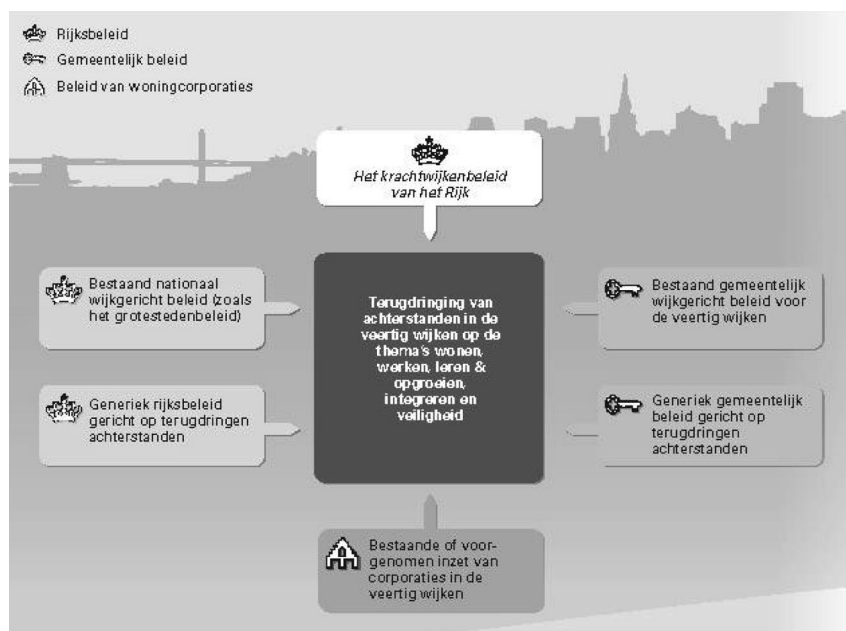 Rijksbeleid
Gemeentelijk beleid
Beleid van woningcorporaties
Het krachtwijkenbeleid
van het Rijk
Bestaand nationaal
wijkgericht beleid (zoals
het grotestedenbeleid)
Generiek rijksbeleid
gericht op terugdringen
achterstanden
Terugdringing van
achterstanden in de
veertig wijken op de
thema's wonen,
werken, leren &
opgroeien,
integreren en
veiligheid
Bestaand gemeentelijk
wijkgericht beleid voor
de veertig wijken
Generiek gemeentelijk
beleid gericht op
terugdringen
achterstanden
Bestaande of voor-
genomen inzet van
corporaties in de
veertig wijken